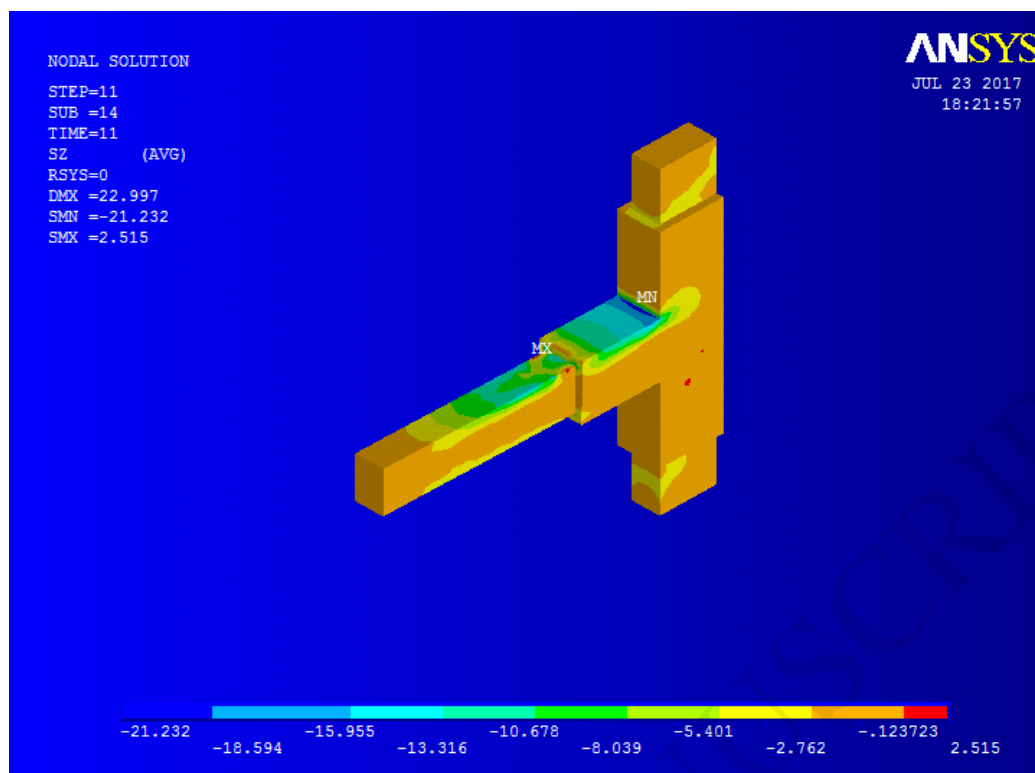 NODAL SOLUTION
STEP=11
SUB =14
TIME=11
SZ (AVG)
RSYS=0
DMX =22.997
SMN =-21.232
SMX =2.515
ANSYS
JUL 23 2017
18:21:57
MN
MX
-21.232 -15.955 -10.678 -5.401 -.123723
-18.594 -13.316 -8.039 -2.762 2.515